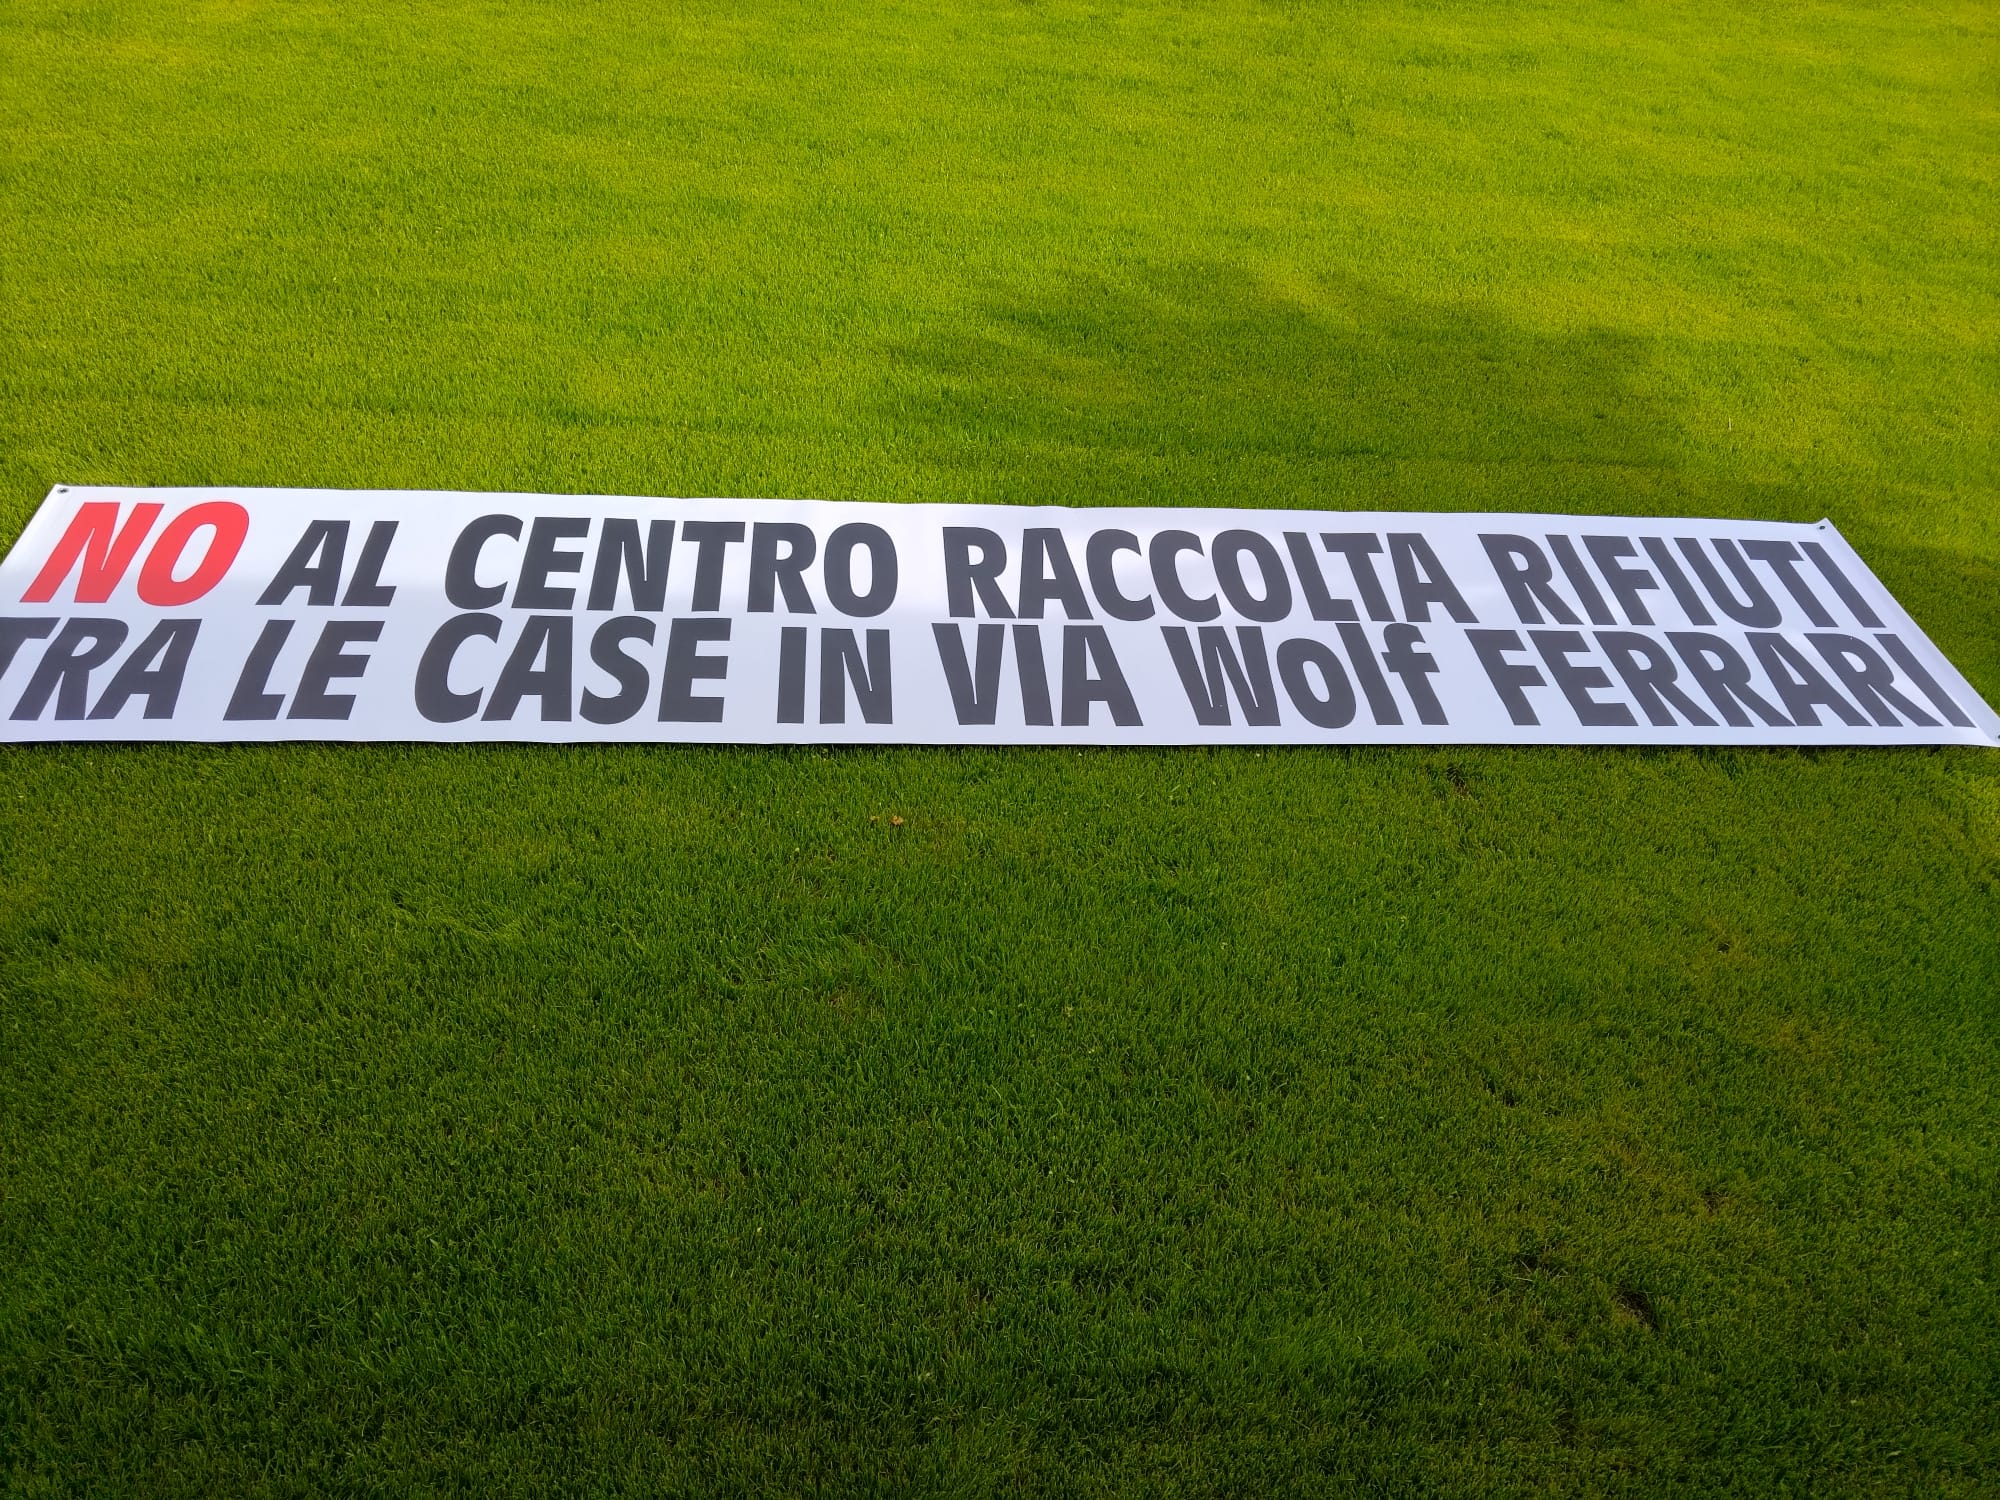 NO AL CENTRO RACCOLTA RIFIUTI
TRA LE CASE IN VIA Wolf FERRARI